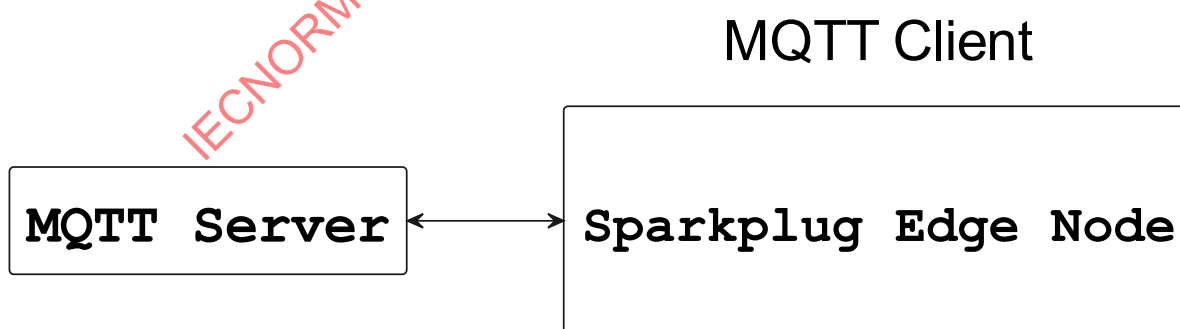 IECNORM
MQTT Client
MQTT Server
Sparkplug Edge Node